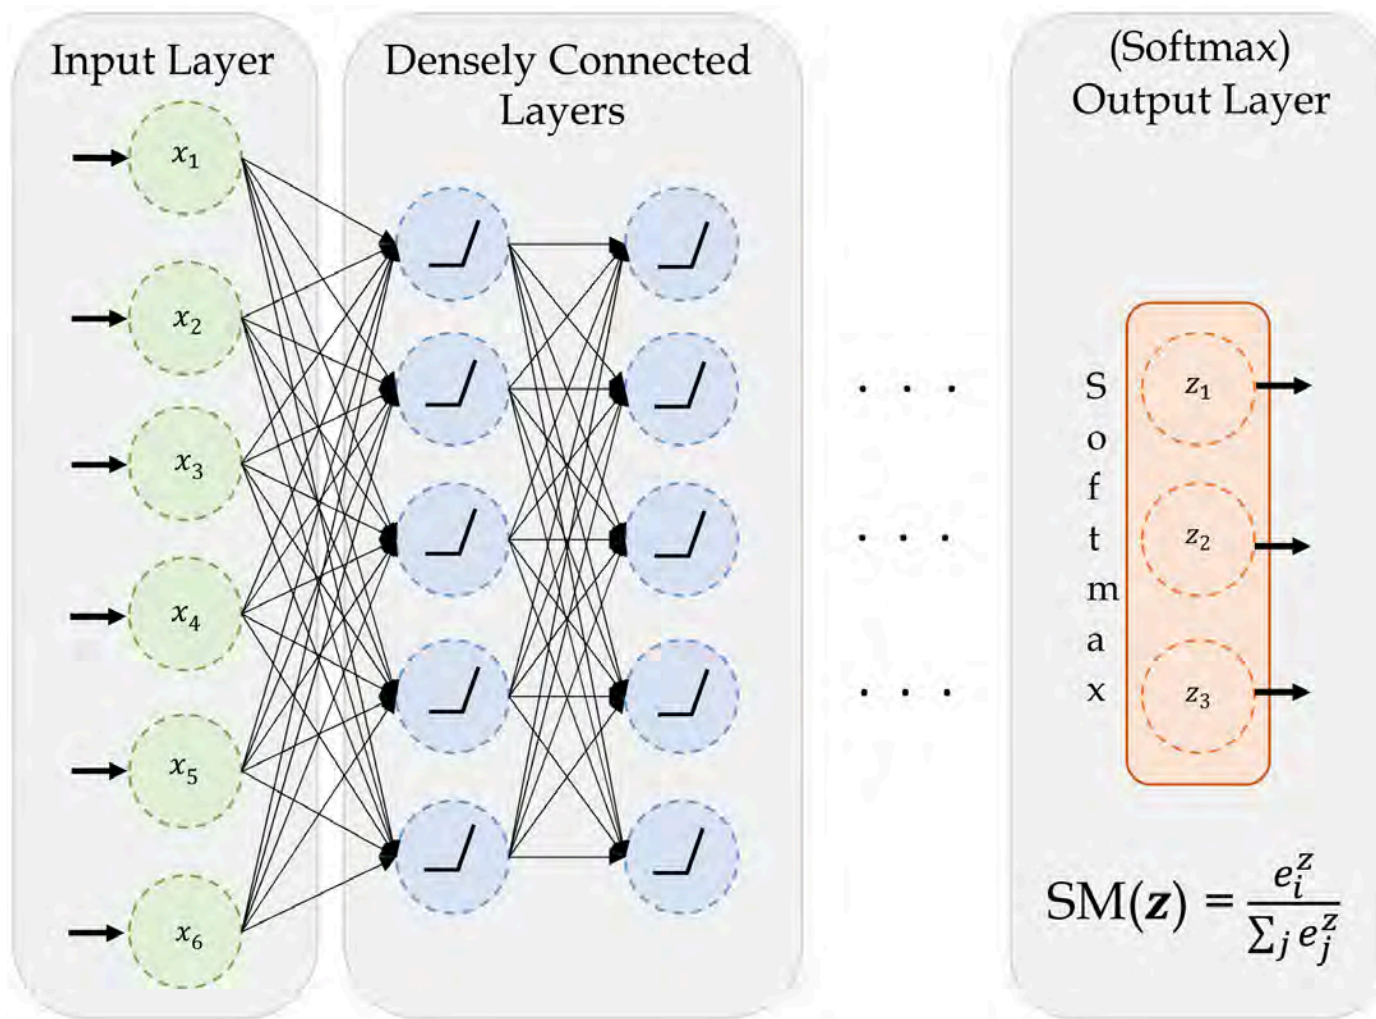 Input Layer
x₁
x₂
x₃
x₄
x₅
x₆
Densely Connected
Layers
. . .
. . .
. . .
(Softmax)
Output Layer
S
o
f
t
m
a
x
z₁
z₂
z₃
SM(z) = e_i^z / ∑_j e_j^z